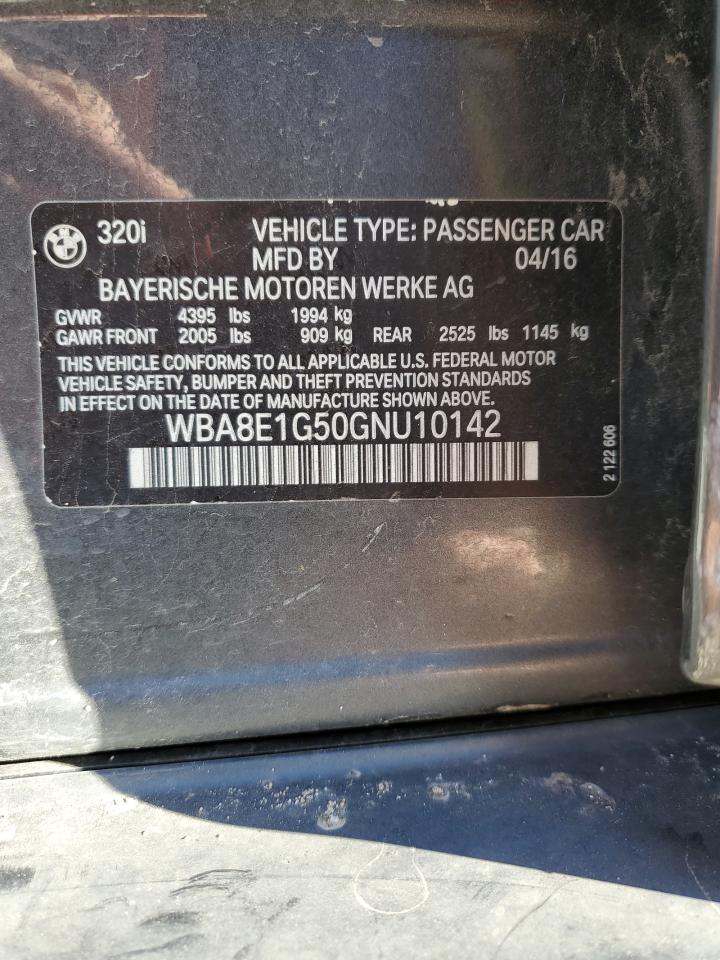 320i VEHICLE TYPE: PASSENGER CAR
MFD BY 04/16
BAYERISCHE MOTOREN WERKE AG
GVWR 4395 lbs 1994 kg
GAWR FRONT 2005 lbs 909 kg REAR 2525 lbs 1145 kg
THIS VEHICLE CONFORMS TO ALL APPLICABLE U.S. FEDERAL MOTOR
VEHICLE SAFETY, BUMPER AND THEFT PREVENTION STANDARDS
IN EFFECT ON THE DATE OF MANUFACTURE SHOWN ABOVE.
WBA8E1G50GNU10142
2 122 606